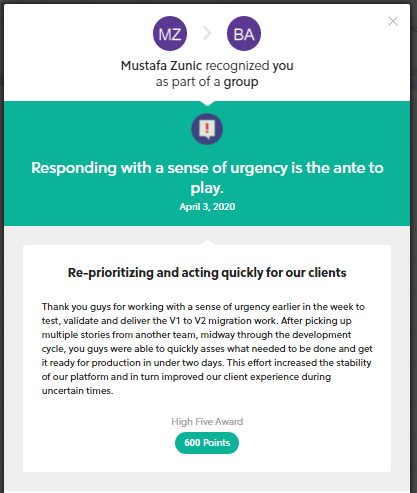 MZ BA
Mustafa Zunic recognized you
as part of a group
Responding with a sense of urgency is the ante to
play.
April 3, 2020
Re-prioritizing and acting quickly for our clients
Thank you guys for working with a sense of urgency earlier in the week to
test, validate and deliver the V1 to V2 migration work. After picking up
multiple stories from another team, midway through the development
cycle, you guys were able to quickly asses what needed to be done and get
it ready for production in under two days. This effort increased the stability
of our platform and in turn improved our client experience during
uncertain times.
High Five Award
600 Points